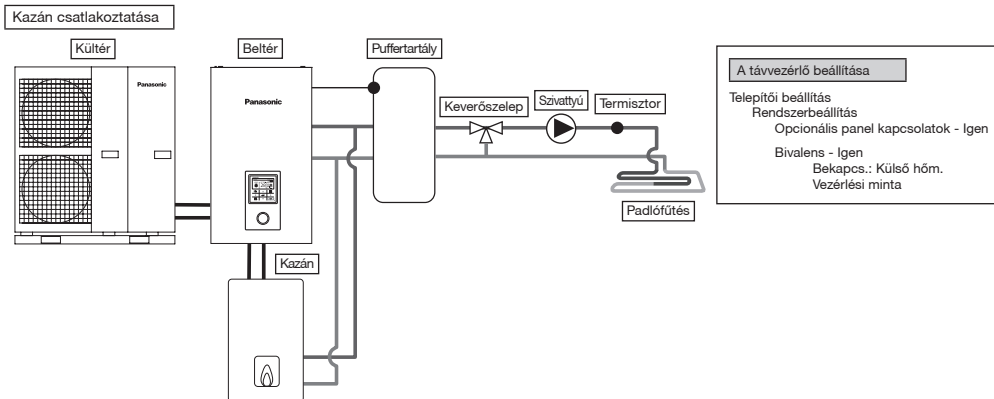 Kazán csatlakoztatása
Kültér
Beltér
Puffertartály
Panasonic
Panasonic
Keverőszelep
Szivattyú
Termisztor
Padlófűtés
Kazán
A távvezérlő beállítása
Telepítői beállítás
Rendszerbeállítás
Opcionális panel kapcsolatok - Igen
Bivalens - Igen
Bekapcs.: Külső hőm.
Vezérlési minta